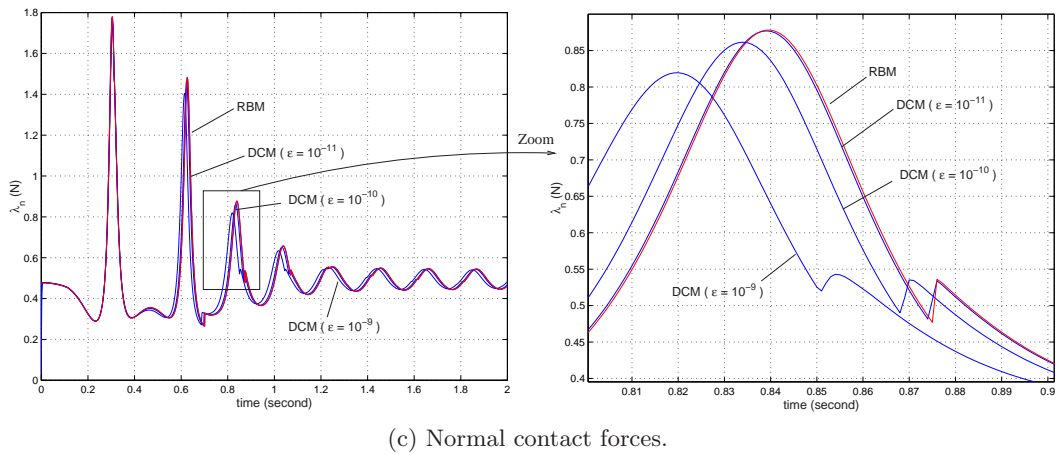 1.8
1.6
1.4
1.2
1
0.8
0.6
0.4
0.2
0
λn (N)
0 0.2 0.4 0.6 0.8 1 1.2 1.4 1.6 1.8 2
time (second)
RBM
DCM ( ε = 10⁻¹¹ )
DCM ( ε = 10⁻¹⁰ )
DCM ( ε = 10⁻⁹ )
Zoom
0.85
0.8
0.75
0.7
0.65
0.6
0.55
0.5
0.45
0.4
λn (N)
0.81 0.82 0.83 0.84 0.85 0.86 0.87 0.88 0.89 0.9
time (second)
RBM
DCM ( ε = 10⁻¹¹ )
DCM ( ε = 10⁻¹⁰ )
DCM ( ε = 10⁻⁹ )
(c) Normal contact forces.